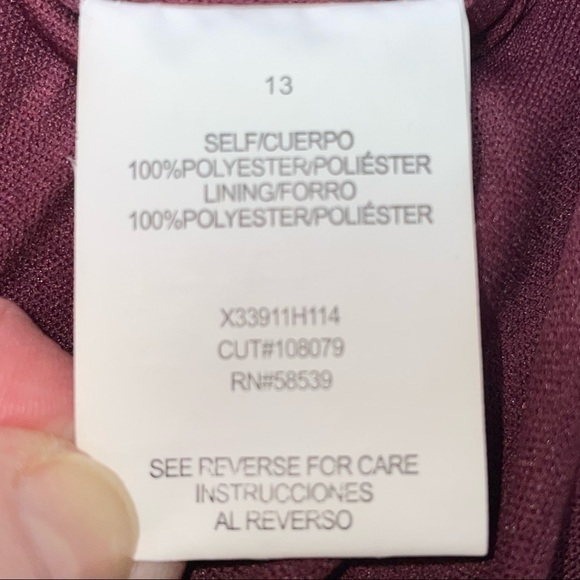 13
SELF/CUERPO
100%POLYESTER/POLIÉSTER
LINING/FORRO
100%POLYESTER/POLIÉSTER
X33911H114
CUT#108079
RN#58539
SEE REVERSE FOR CARE
INSTRUCCIONES
AL REVERSO